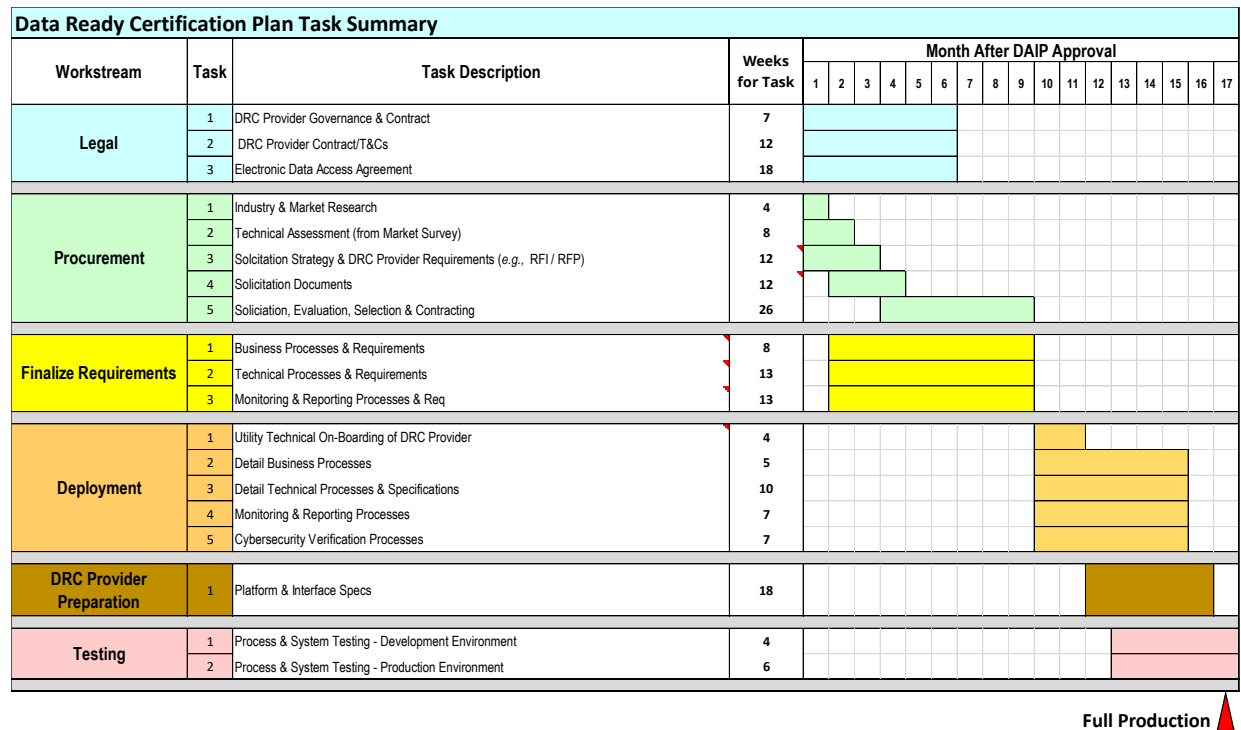 Data Ready Certification Plan Task Summary
Workstream Task Task Description Weeks for Task Month After DAIP Approval
1 2 3 4 5 6 7 8 9 10 11 12 13 14 15 16 17
Legal
1 DRC Provider Governance & Contract 7
2 DRC Provider Contract/T&Cs 12
3 Electronic Data Access Agreement 18
Procurement
1 Industry & Market Research 4
2 Technical Assessment (from Market Survey) 8
3 Solcitation Strategy & DRC Provider Requirements (e.g., RFI / RFP) 12
4 Solicitation Documents 12
5 Soliciation, Evaluation, Selection & Contracting 26
Finalize Requirements
1 Business Processes & Requirements 8
2 Technical Processes & Requirements 13
3 Monitoring & Reporting Processes & Req 13
Deployment
1 Utility Technical On-Boarding of DRC Provider 4
2 Detail Business Processes 5
3 Detail Technical Processes & Specifications 10
4 Monitoring & Reporting Processes 7
5 Cybersecurity Verification Processes 7
DRC Provider
Preparation
1 Platform & Interface Specs 18
Testing
1 Process & System Testing - Development Environment 4
2 Process & System Testing - Production Environment 6
Full Production